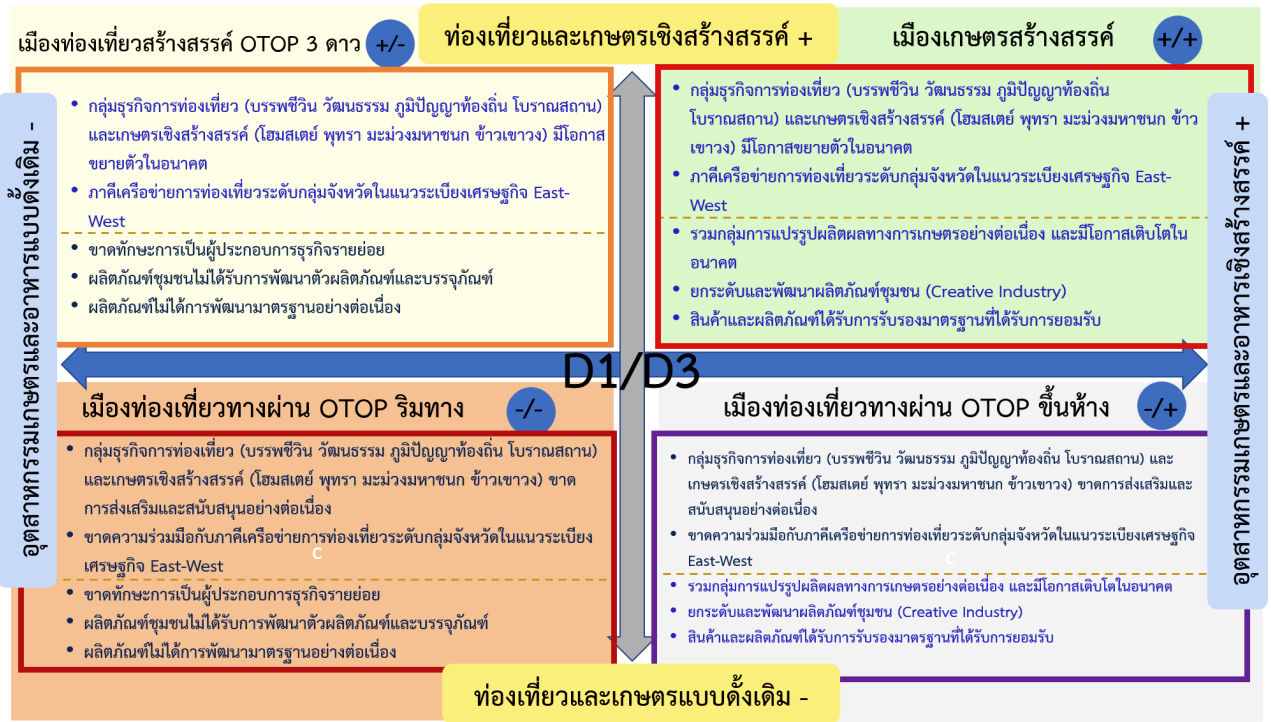 ท่องเที่ยวและเกษตรเชิงสร้างสรรค์ +
เมืองท่องเที่ยวสร้างสรรค์ OTOP 3 ดาว
+/-
• กลุ่มธุรกิจการท่องเที่ยว (บรรพชีวิน วัฒนธรรม ภูมิปัญญาท้องถิ่น โบราณสถาน)
และเกษตรเชิงสร้างสรรค์ (โฮมสเตย์ พุทรา มะม่วงมหาชนก ข้าวเขาวง) มีโอกาส
ขยายตัวในอนาคต
• ภาคีเครือข่ายการท่องเที่ยวระดับกลุ่มจังหวัดในแนวระเบียงเศรษฐกิจ East-
West
• ขาดทักษะการเป็นผู้ประกอบการธุรกิจรายย่อย
• ผลิตภัณฑ์ชุมชนไม่ได้รับการพัฒนาตัวผลิตภัณฑ์และบรรจุภัณฑ์
• ผลิตภัณฑ์ไม่ได้การพัฒนามาตรฐานอย่างต่อเนื่อง
เมืองเกษตรสร้างสรรค์
+/+
• กลุ่มธุรกิจการท่องเที่ยว (บรรพชีวิน วัฒนธรรม ภูมิปัญญาท้องถิ่น
โบราณสถาน) และเกษตรเชิงสร้างสรรค์ (โฮมสเตย์ พุทรา มะม่วงมหาชนก ข้าว
เขาวง) มีโอกาสขยายตัวในอนาคต
• ภาคีเครือข่ายการท่องเที่ยวระดับกลุ่มจังหวัดในแนวระเบียงเศรษฐกิจ East-
West
• รวมกลุ่มการแปรรูปผลิตผลทางการเกษตรอย่างต่อเนื่อง และมีโอกาสเติบโตใน
อนาคต
• ยกระดับและพัฒนาผลิตภัณฑ์ชุมชน (Creative Industry)
• สินค้าและผลิตภัณฑ์ได้รับการรับรองมาตรฐานที่ได้รับการยอมรับ
อุตสาหกรรมเกษตรและอาหารแบบดั้งเดิม -
D1/D3
อุตสาหกรรมเกษตรและอาหารเชิงสร้างสรรค์ +
เมืองท่องเที่ยวทางผ่าน OTOP ริมทาง
-/-
• กลุ่มธุรกิจการท่องเที่ยว (บรรพชีวิน วัฒนธรรม ภูมิปัญญาท้องถิ่น โบราณสถาน)
และเกษตรเชิงสร้างสรรค์ (โฮมสเตย์ พุทรา มะม่วงมหาชนก ข้าวเขาวง) ขาด
การส่งเสริมและสนับสนุนอย่างต่อเนื่อง
• ขาดความร่วมมือกับภาคีเครือข่ายการท่องเที่ยวระดับกลุ่มจังหวัดในแนวระเบียง
เศรษฐกิจ East-West
C
• ขาดทักษะการเป็นผู้ประกอบการธุรกิจรายย่อย
• ผลิตภัณฑ์ชุมชนไม่ได้รับการพัฒนาตัวผลิตภัณฑ์และบรรจุภัณฑ์
• ผลิตภัณฑ์ไม่ได้การพัฒนามาตรฐานอย่างต่อเนื่อง
เมืองท่องเที่ยวทางผ่าน OTOP ขึ้นห้าง
-/+
• กลุ่มธุรกิจการท่องเที่ยว (บรรพชีวิน วัฒนธรรม ภูมิปัญญาท้องถิ่น โบราณสถาน) และ
เกษตรเชิงสร้างสรรค์ (โฮมสเตย์ พุทรา มะม่วงมหาชนก ข้าวเขาวง) ขาดการส่งเสริมและ
สนับสนุนอย่างต่อเนื่อง
• ขาดความร่วมมือกับภาคีเครือข่ายการท่องเที่ยวระดับกลุ่มจังหวัดในแนวระเบียงเศรษฐกิจ
East-West
C
• รวมกลุ่มการแปรรูปผลิตผลทางการเกษตรอย่างต่อเนื่อง และมีโอกาสเติบโตในอนาคต
• ยกระดับและพัฒนาผลิตภัณฑ์ชุมชน (Creative Industry)
• สินค้าและผลิตภัณฑ์ได้รับการรับรองมาตรฐานที่ได้รับการยอมรับ
ท่องเที่ยวและเกษตรแบบดั้งเดิม -